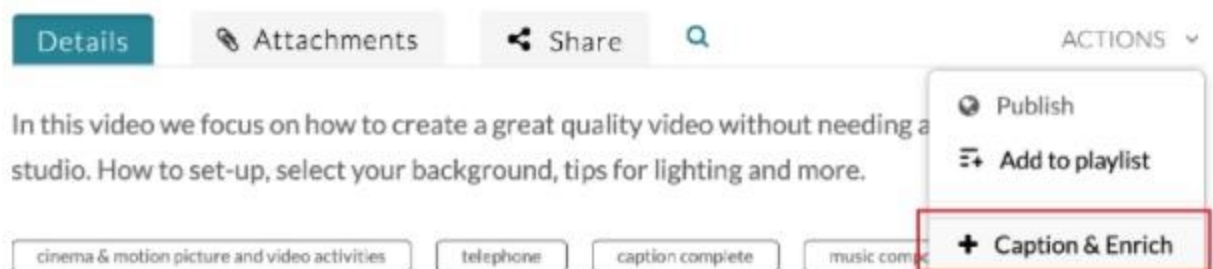 Details Attachments Share ACTIONS
Publish
In this video we focus on how to create a great quality video without needing a
Add to playlist
studio. How to set-up, select your background, tips for lighting and more.
Caption & Enrich
cinema & motion picture and video activities telephone caption complete music